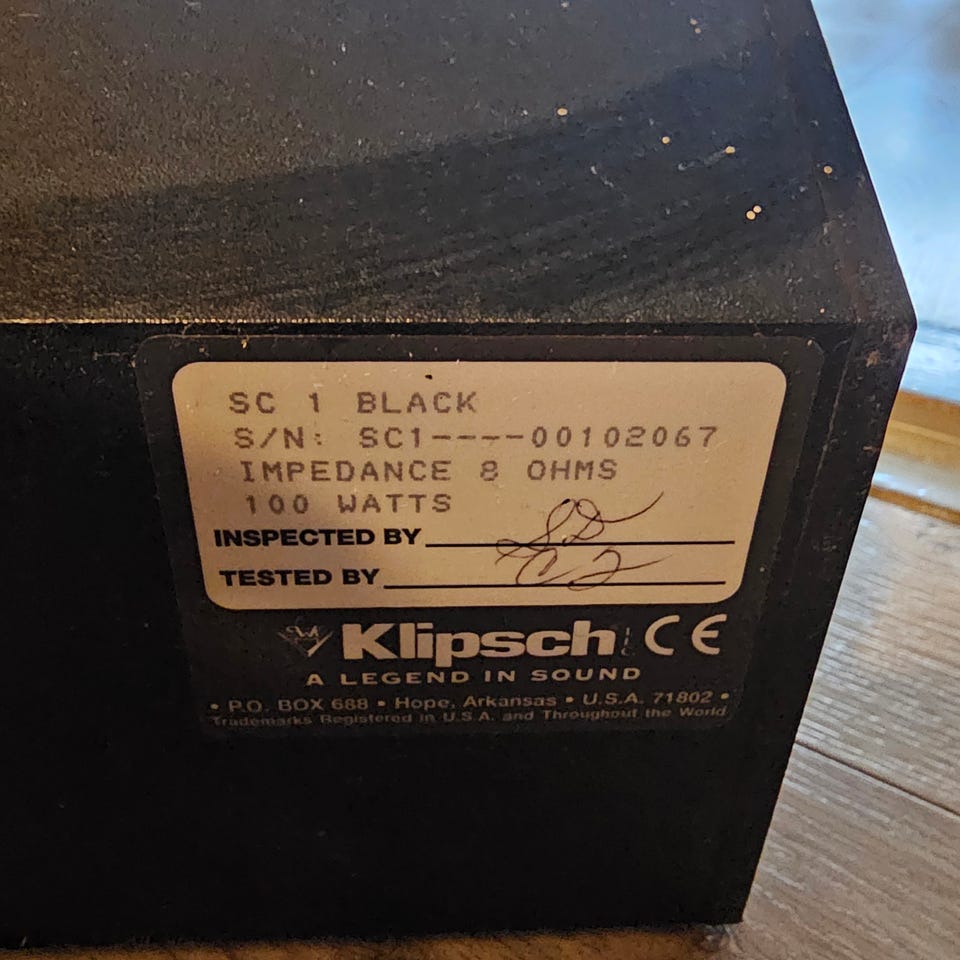 SC 1 BLACK
S/N: SC1----00102067
IMPEDANCE 8 OHMS
100 WATTS
INSPECTED BY
TESTED BY
Klipsch CE
A LEGEND IN SOUND
• P.O. BOX 688 • Hope, Arkansas • U.S.A. 71802 •
Trademarks Registered in U.S.A. and Throughout the World